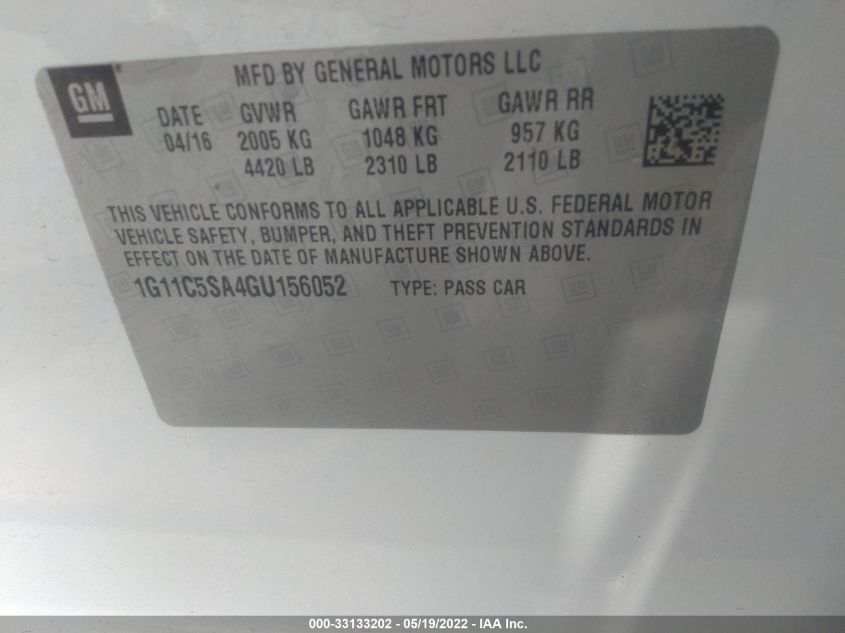 GM
MFD BY GENERAL MOTORS LLC
DATE GVWR GAWR FRT GAWR RR
04/16 2005 KG 1048 KG 957 KG
4420 LB 2310 LB 2110 LB
THIS VEHICLE CONFORMS TO ALL APPLICABLE U.S. FEDERAL MOTOR
VEHICLE SAFETY, BUMPER, AND THEFT PREVENTION STANDARDS IN
EFFECT ON THE DATE OF MANUFACTURE SHOWN ABOVE.
1G11C5SA4GU156052 TYPE: PASS CAR
000-33133202 - 05/19/2022 - IAA Inc.